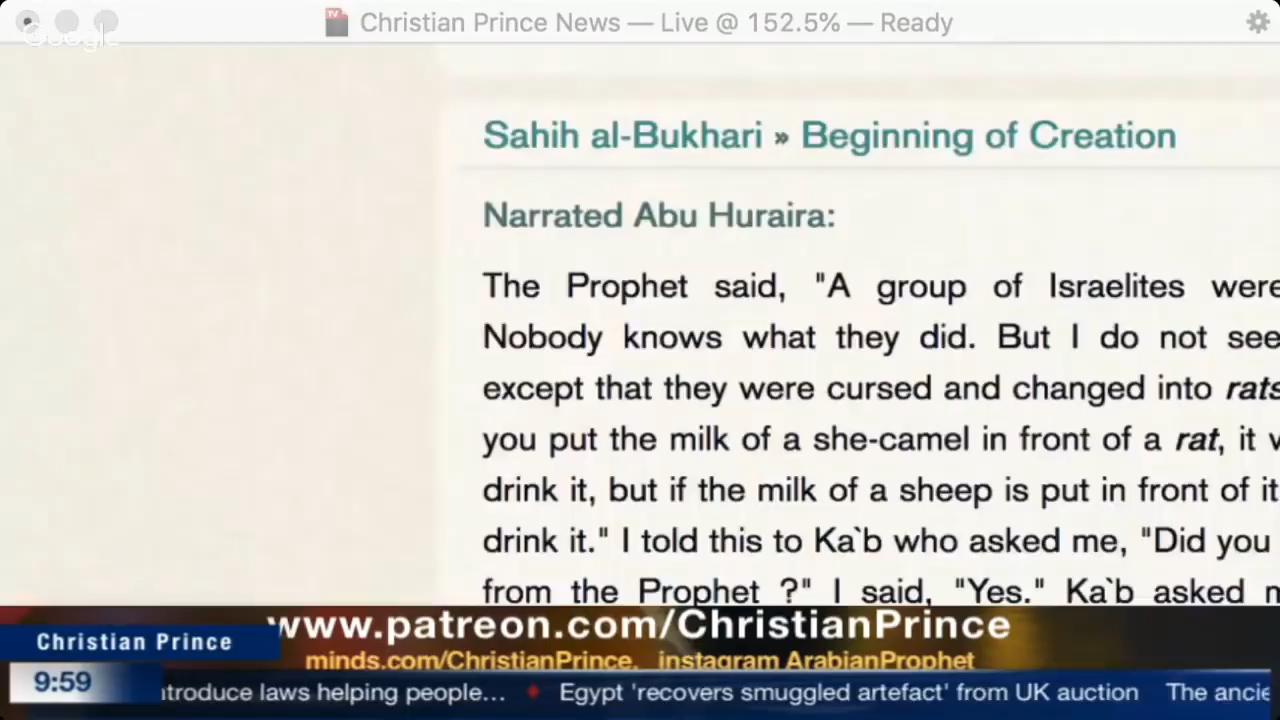 Christian Prince News — Live @ 152.5% — Ready
Google
Sahih al-Bukhari » Beginning of Creation
Narrated Abu Huraira:
The Prophet said, "A group of Israelites were
Nobody knows what they did. But I do not see
except that they were cursed and changed into rats
you put the milk of a she-camel in front of a rat, it w
drink it, but if the milk of a sheep is put in front of it
drink it." I told this to Ka`b who asked me, "Did you
from the Prophet ?" I said, "Yes." Ka`b asked m
www.patreon.com/ChristianPrince
Christian Prince
minds.com/ChristianPrince, instagram ArabianProphet
9:59
troduce laws helping people... ♦ Egypt 'recovers smuggled artefact' from UK auction The ancie